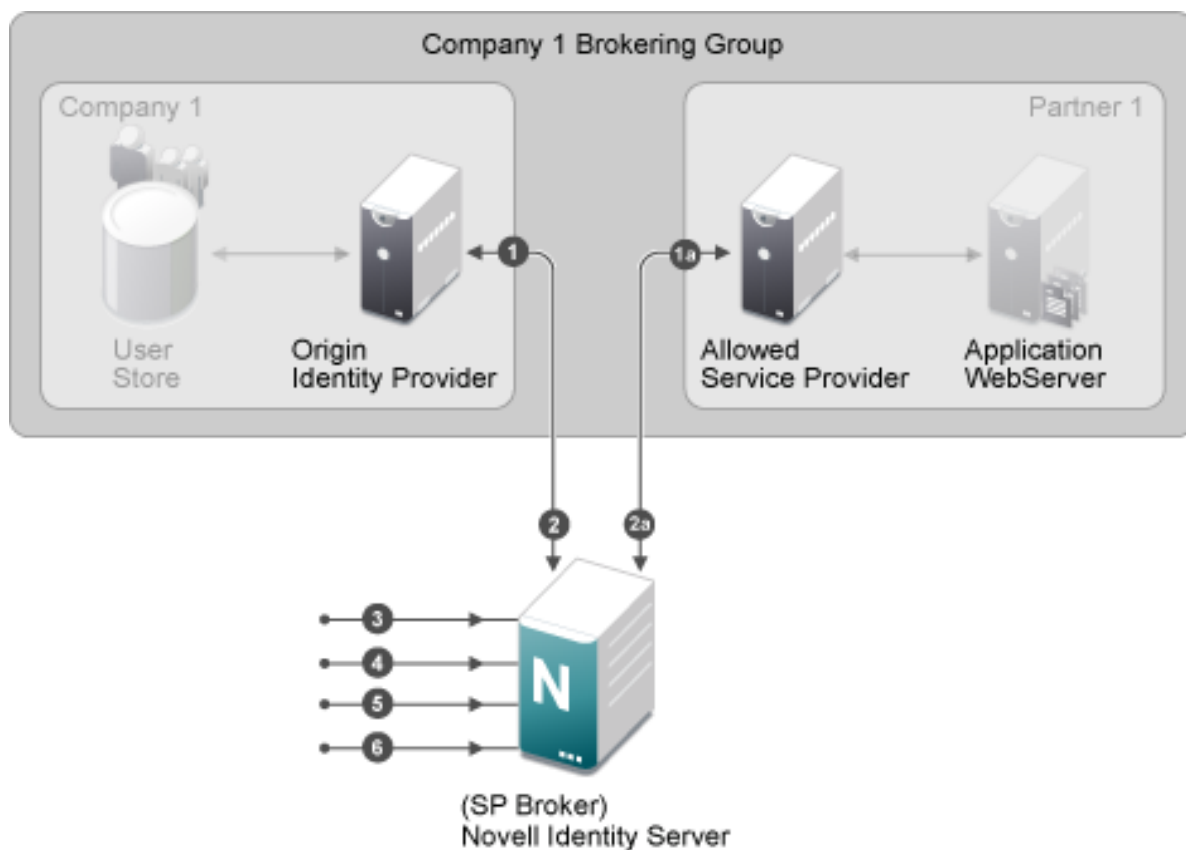 Company 1 Brokering Group
Company 1
Partner 1
1
1a
User
Store
Origin
Identity Provider
Allowed
Service Provider
Application
WebServer
2
2a
3
4
5
6
N
(SP Broker)
Novell Identity Server